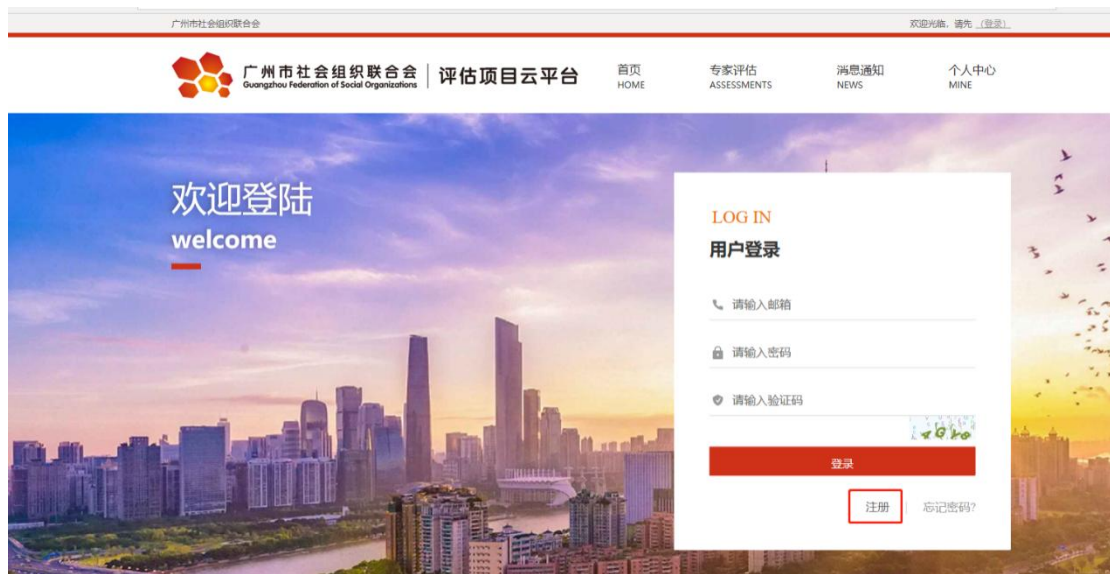 广州市社会组织联合会
欢迎光临，请先 (登录)
广州市社会组织联合会
Guangzhou Federation of Social Organizations
评估项目云平台
首页
HOME
专家评估
ASSESSMENTS
消息通知
NEWS
个人中心
MINE
欢迎登陆
welcome
LOG IN
用户登录
请输入邮箱
请输入密码
请输入验证码
登录
注册 | 忘记密码?